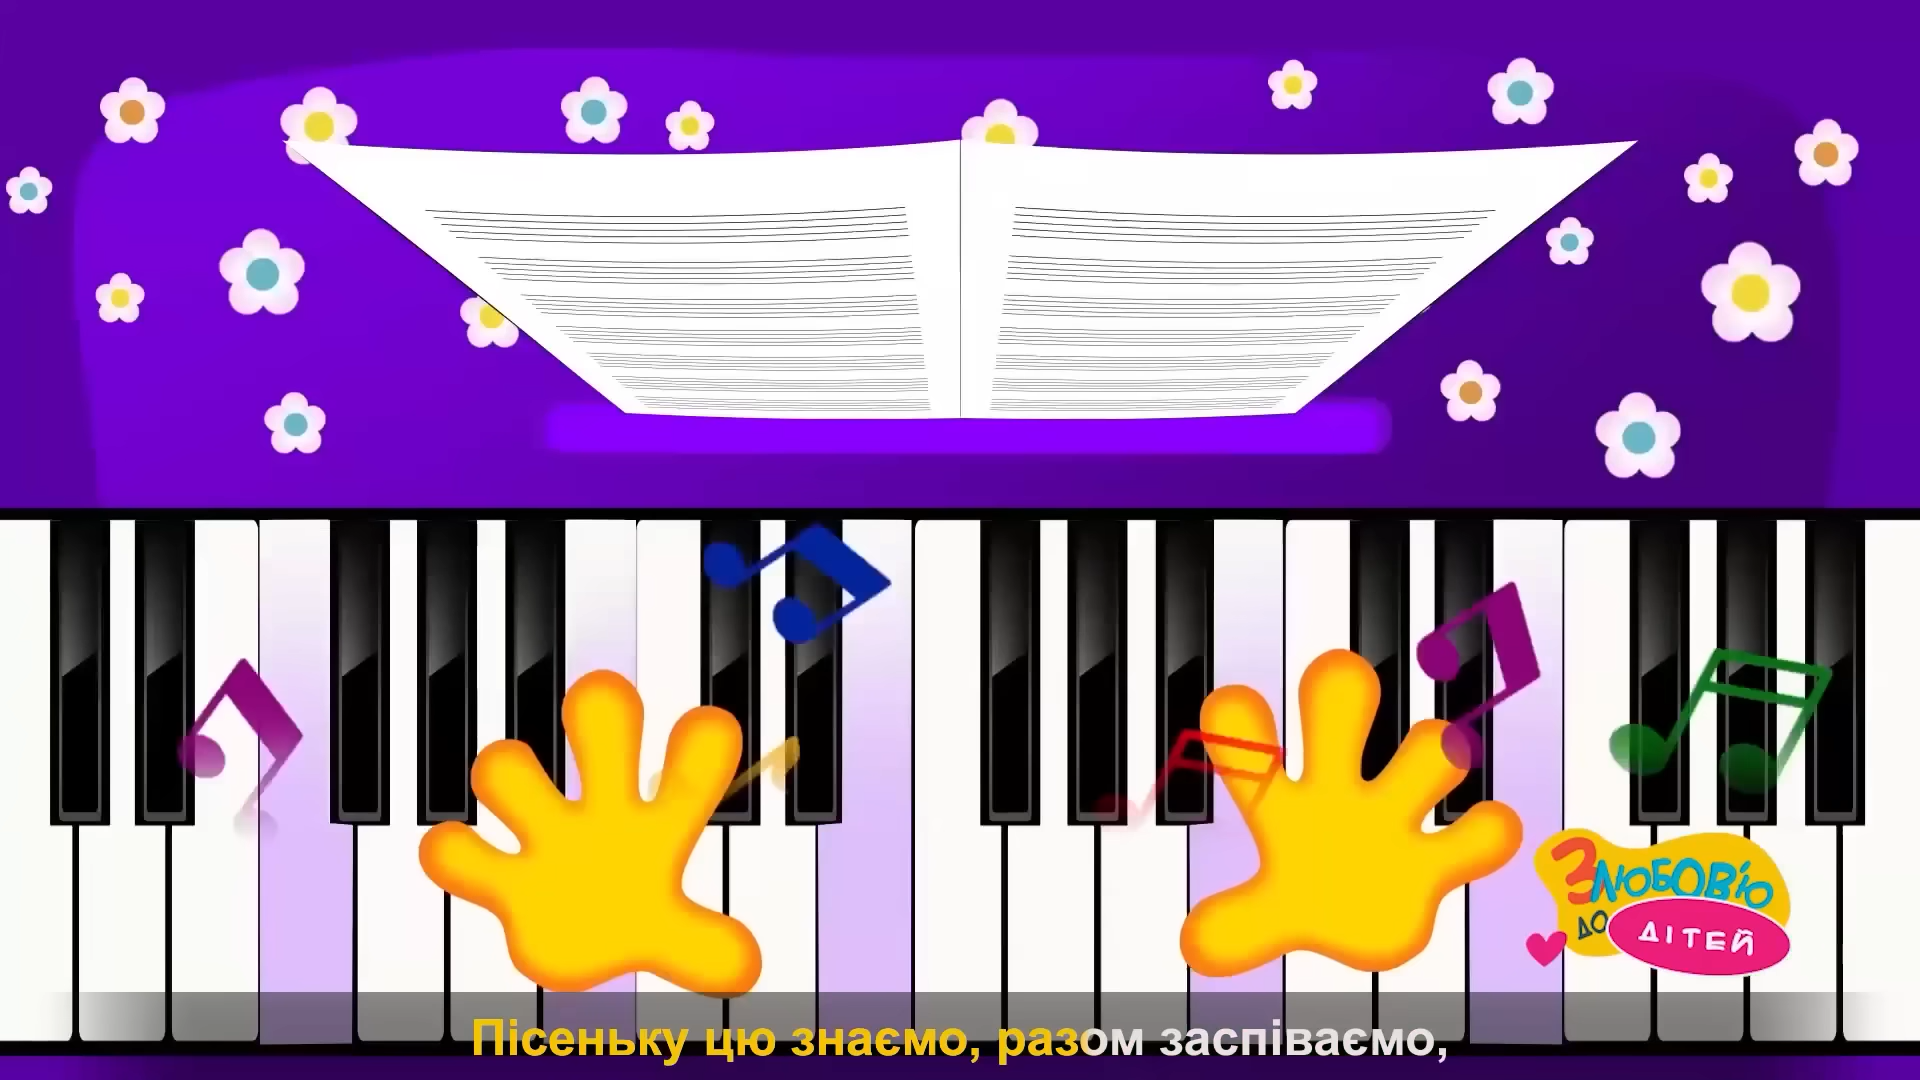 З ЛЮБОВ'Ю
ДО ДІТЕЙ
Пісеньку цю знаємо, разом заспіваємо,